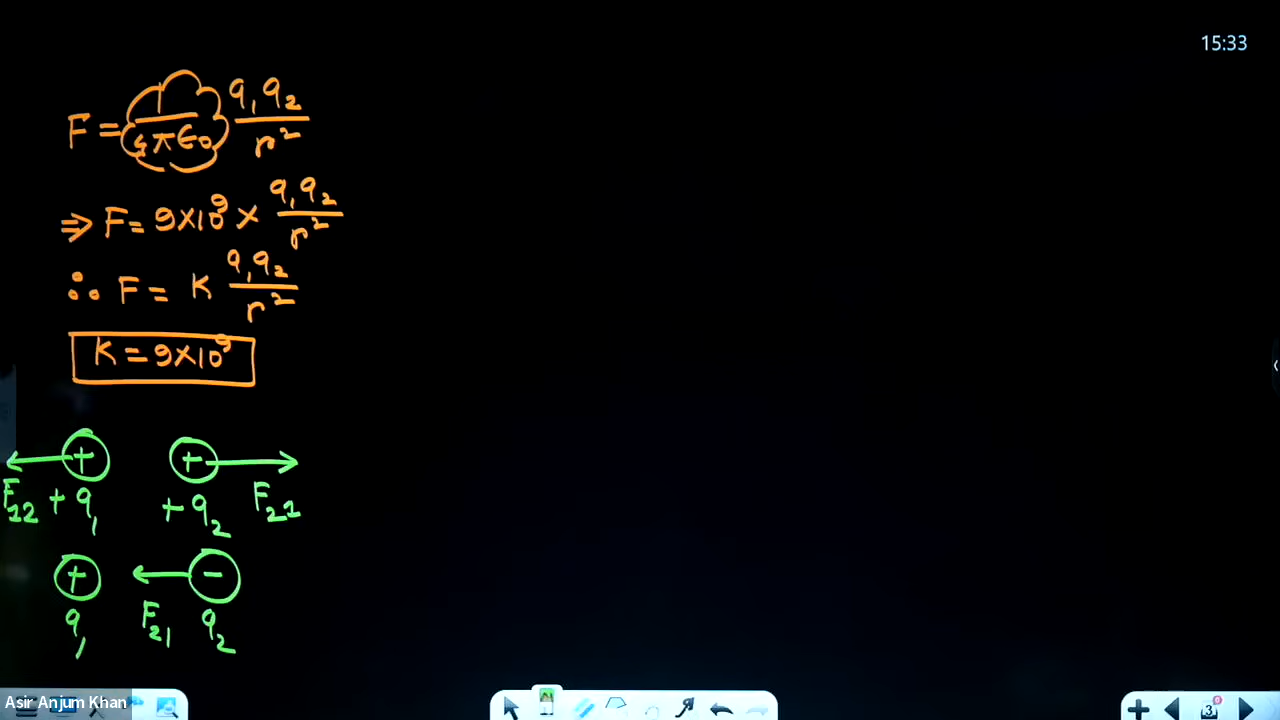 15:33
F = 1/4πϵ₀ q₁q₂/r²
⇒ F = 9×10⁹ × q₁q₂/r²
∴ F = K q₁q₂/r²
K = 9×10⁹
+ +
F₁₂ +q₁ +q₂ F₂₁
+ -
q₁ F₂₁ q₂
Asir Anjum Khan
3